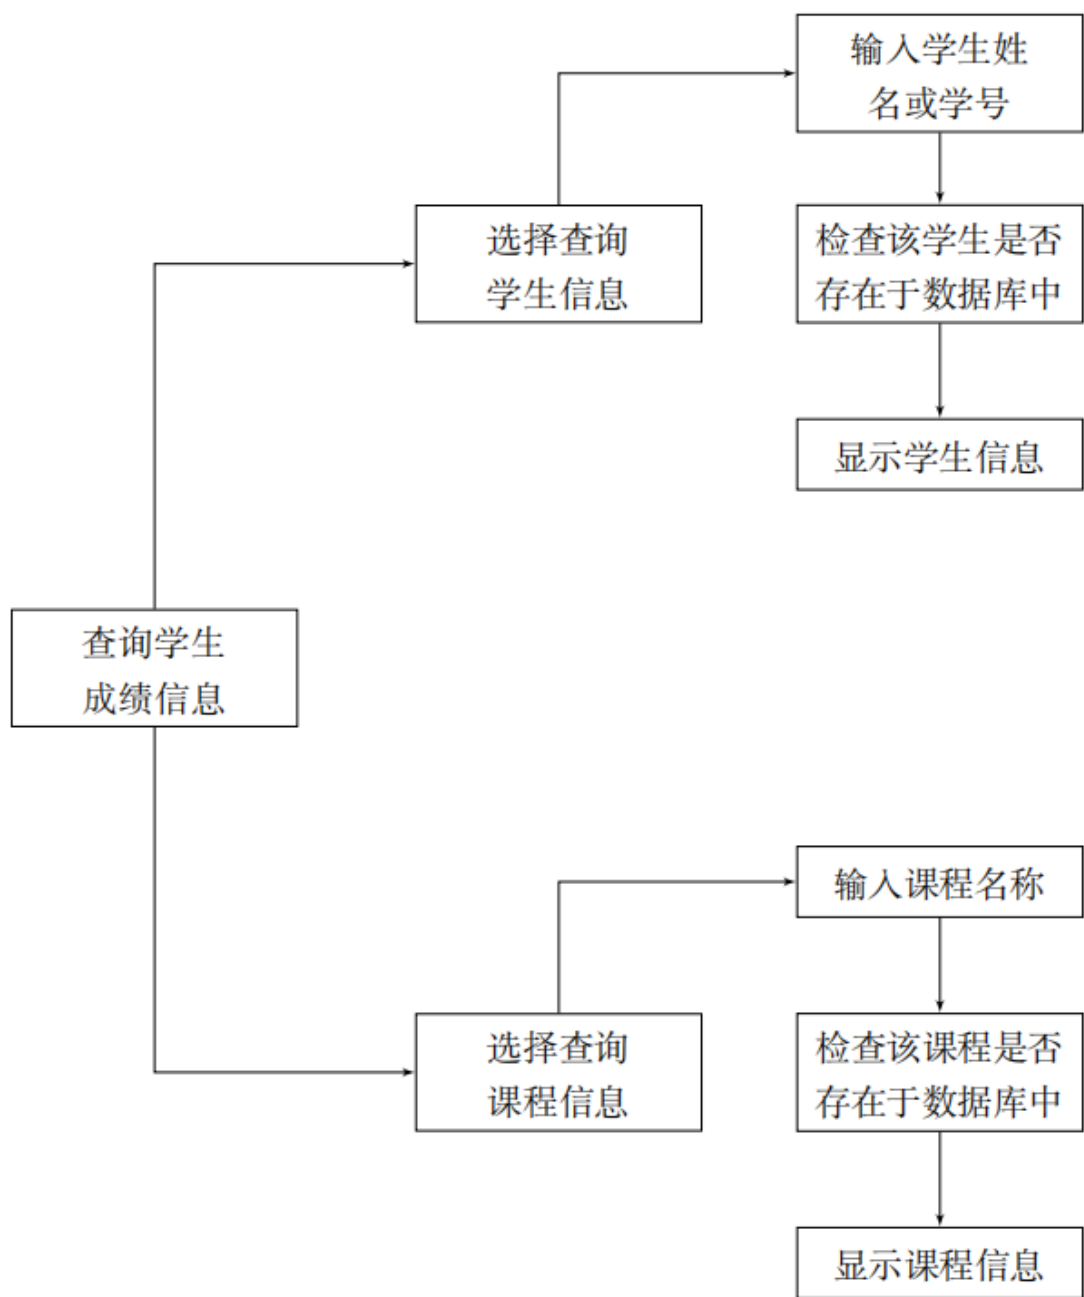 输入学生姓
名或学号
选择查询
学生信息
检查该学生是否
存在于数据库中
显示学生信息
查询学生
成绩信息
输入课程名称
选择查询
课程信息
检查该课程是否
存在于数据库中
显示课程信息